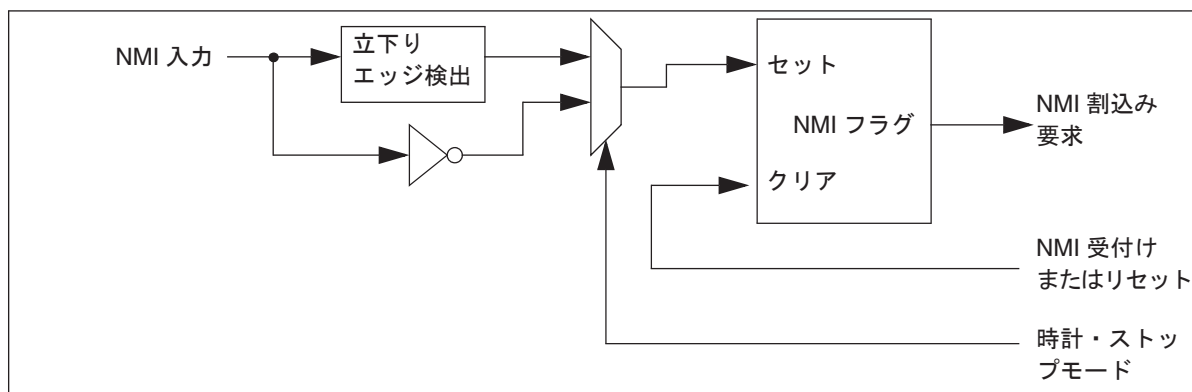 NMI 入力
立下り
エッジ検出
セット
NMI フラグ
クリア
NMI 割込み
要求
NMI 受付け
またはリセット
時計・ストッ
プモード